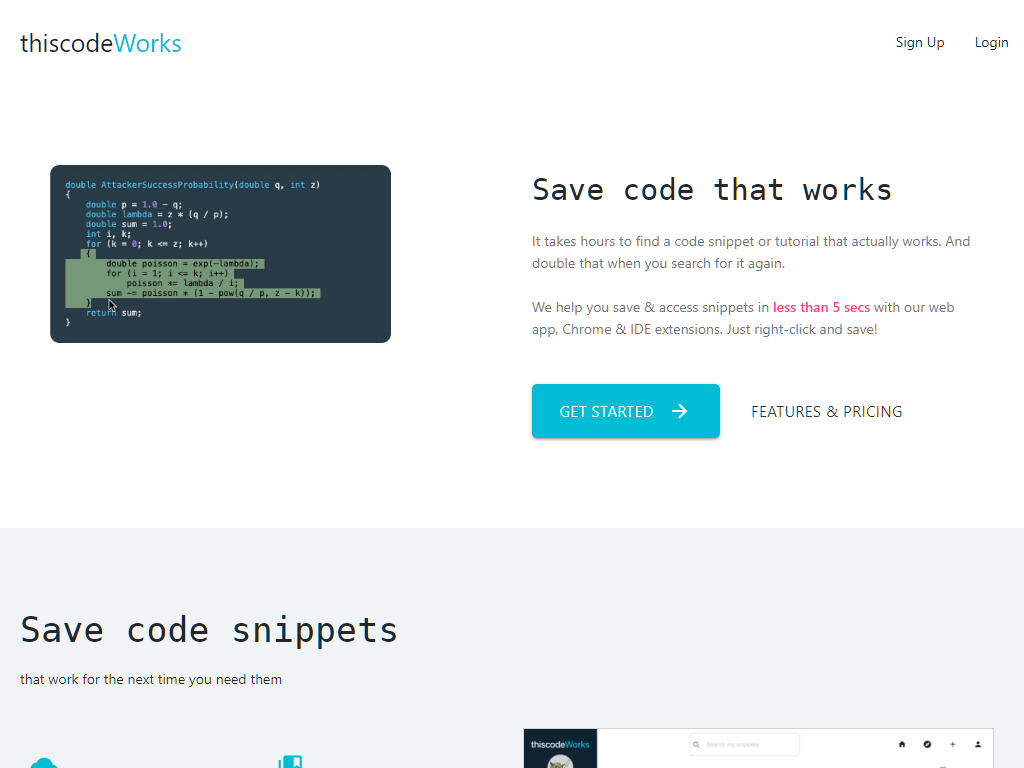 thiscodeWorks
Sign Up
Login
double AttackerSuccessProbability(double q, int z)
{
double p = 1.0 - q;
double lambda = z * (q / p);
double sum = 1.0;
int i, k;
for (k = 0; k <= z; k++)
{
double poisson = exp(-lambda);
for (i = 1; i <= k; i++)
poisson *= lambda / i;
sum -= poisson * (1 - pow(q / p, z - k));
}
return sum;
}
Save code that works
It takes hours to find a code snippet or tutorial that actually works. And
double that when you search for it again.
We help you save & access snippets in less than 5 secs with our web
app, Chrome & IDE extensions. Just right-click and save!
GET STARTED
FEATURES & PRICING
Save code snippets
that work for the next time you need them
thiscodeWorks
Search my snippets